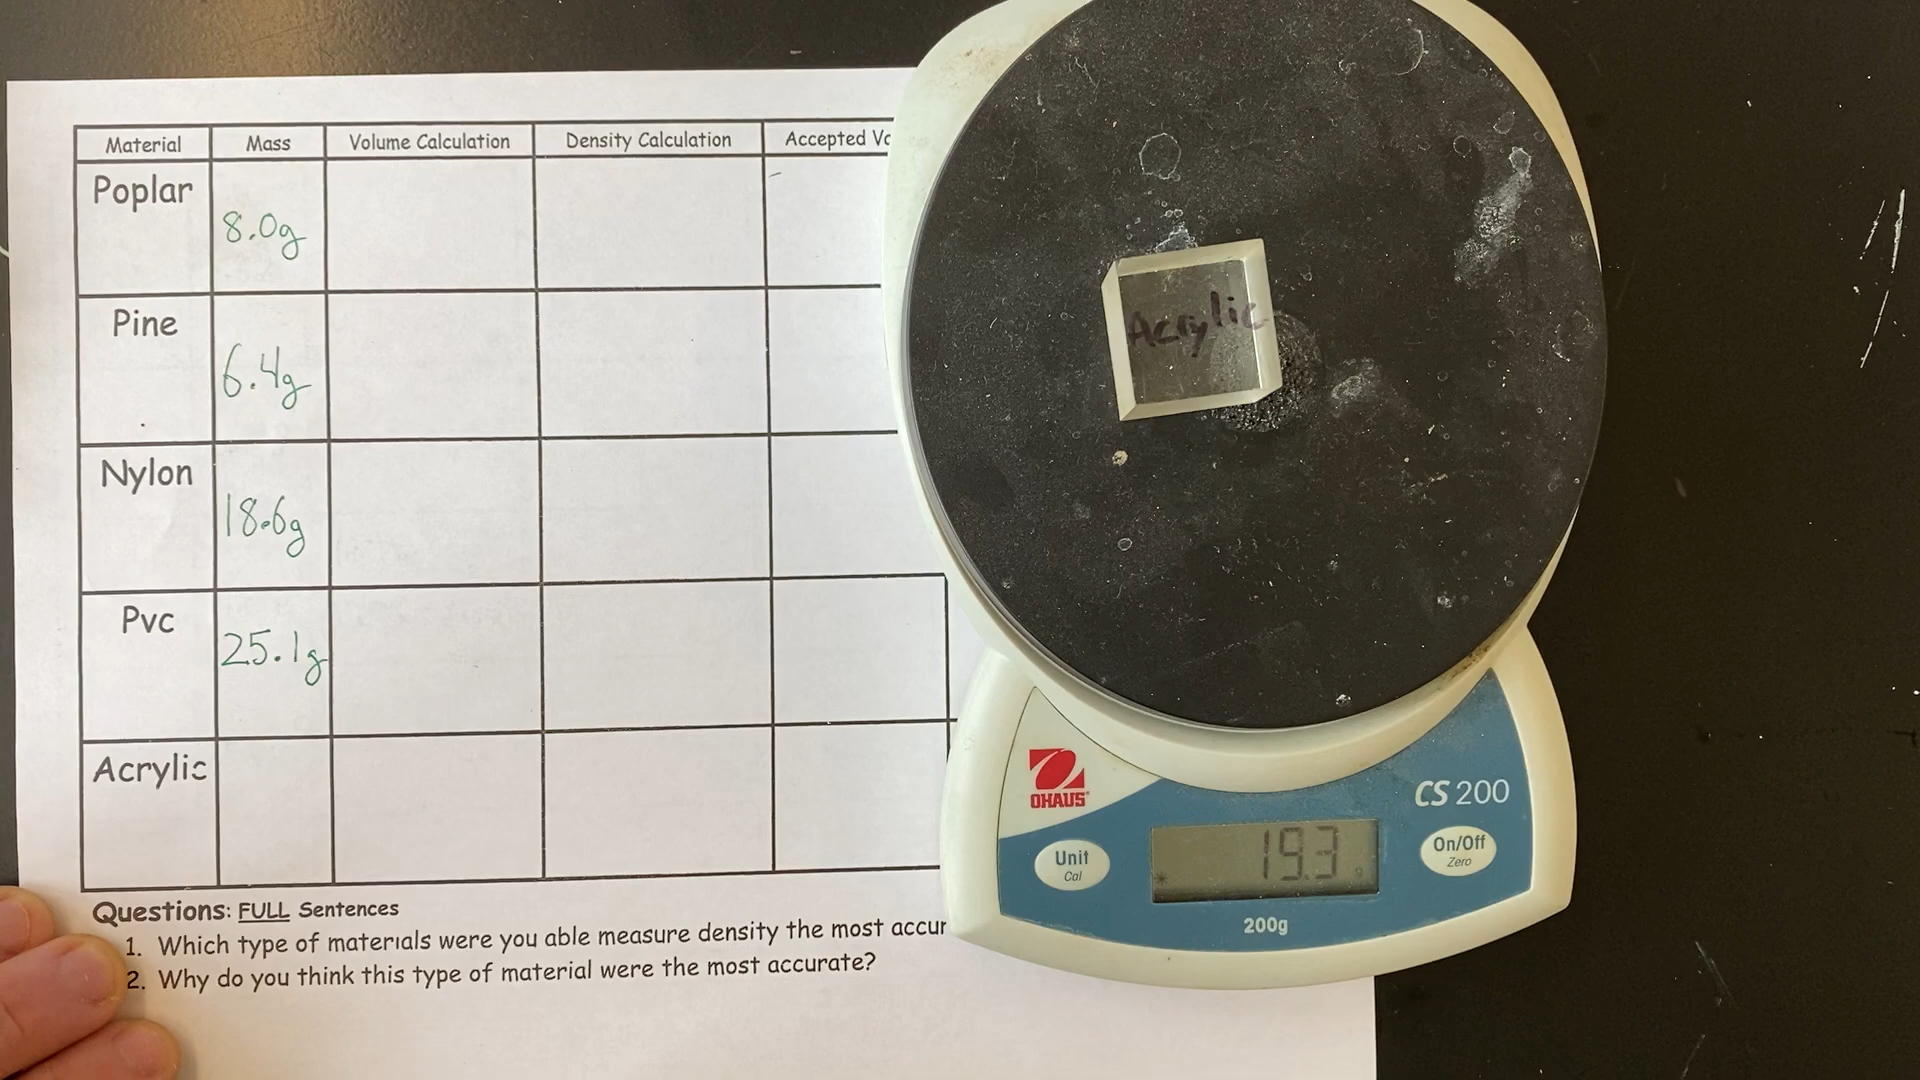 Material Mass Volume Calculation Density Calculation Accepted
Poplar 8.0g
Pine 6.4g
Nylon 18.6g
Pvc 25.1g
Acrylic
Questions: FULL Sentences
1. Which type of materials were you able measure density the most accur
2. Why do you think this type of material were the most accurate?
Acrylic
OHAUS
CS 200
Unit
Cal
19.3 g
On/Off
Zero
200g